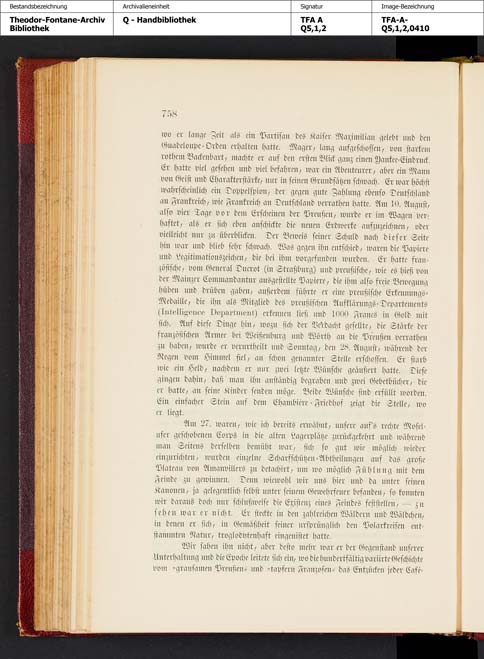 Bestandsbezeichnung
Archivalieneinheit
Signatur
Image-Bezeichnung
Theodor-Fontane-Archiv
Bibliothek
Q - Handbibliothek
TFA A
Q5,1,2
TFA-A-
Q5,1,2,0410
758
wo er lange Zeit als ein Partisan des Kaiser Maximilian gelebt und den
Guadeloupe-Orden erhalten hatte. Mager, lang aufgeschossen, von starkem
rothem Backenbart, machte er auf den ersten Blick ganz einen Yankee-Eindruck.
Er hatte viel gesehen und viel befahren, war ein Abenteurer, aber ein Mann
von Geist und Charakterstärke, nur in seinen Grundsätzen schwach. Er war höchst
wahrscheinlich ein Doppelspion, der gegen gute Zahlung ebenso Deutschland
an Frankreich, wie Frankreich an Deutschland verrathen hatte. Am 10. August,
also vier Tage vor dem Erscheinen der Preußen, wurde er im Wagen ver-
haftet, als er sich eben anschickte die neuen Erdwerke aufzuzeichnen, oder
vielleicht nur zu überblicken. Der Beweis seiner Schuld nach dieser Seite
hin war und blieb sehr schwach. Was gegen ihn entschied, waren die Papiere
und Legitimationszeichen, die bei ihm vorgefunden wurden. Er hatte fran-
zösische, vom General Ducrot (in Straßburg) und preußische, wie es hieß von
der Mainzer Commandantur ausgestellte Papiere, die ihm also freie Bewegung
hüben und drüben gaben, außerdem führte er eine preußische Erkennungs-
Medaille, die ihn als Mitglied des preußischen Aufklärungs-Departements
(Intelligence Department) erkennen ließ und 1000 Francs in Gold mit
sich. Auf diese Dinge hin, wozu sich der Verdacht gesellte, die Stärke der
französischen Armee bei Weißenburg und Wörth an die Preußen verrathen
zu haben, wurde er verurtheilt und Sonntag, den 28. August, während der
Regen vom Himmel fiel, an schon genannter Stelle erschossen. Er starb
wie ein Held, nachdem er nur zwei letzte Wünsche geäußert hatte. Diese
gingen dahin, daß man ihn anständig begraben und zwei Gebetbücher, die
er hatte, an seine Kinder senden möge. Beide Wünsche sind erfüllt worden.
Ein einfacher Stein auf dem Chambière-Friedhof zeigt die Stelle, wo
er liegt.
Am 27. waren, wie ich bereits erwähnt, unsere auf's rechte Mosel-
ufer geschobenen Corps in die alten Lagerplätze zurückgekehrt und während
man Seitens derselben bemüht war, sich so gut wie möglich wieder
einzurichten, wurden einzelne Scharfschützen-Abtheilungen auf das große
Plateau von Amanvillers zu detachirt, um wo möglich Fühlung mit dem
Feinde zu gewinnen. Denn wiewohl wir uns hier und da unter seinen
Kanonen, ja gelegentlich selbst unter seinem Gewehrfeuer befanden, so konnten
wir daraus doch nur schlußweise die Existenz eines Feindes feststellen, — zu
sehen war er nicht. Er steckte in den zahlreichen Wäldern und Wäldchen,
in denen er sich, in Gemäßheit seiner ursprünglich den Polarkreisen ent-
stammten Natur, troglodytenhaft eingenistet hatte.
Wir sahen ihn nicht, aber desto mehr war er der Gegenstand unserer
Unterhaltung und die Epoche leitete sich ein, wo die hundertfältig variirte Geschichte
vom »grausamen Preußen« und »tapfern Franzosen« das Entzücken jeder Café-